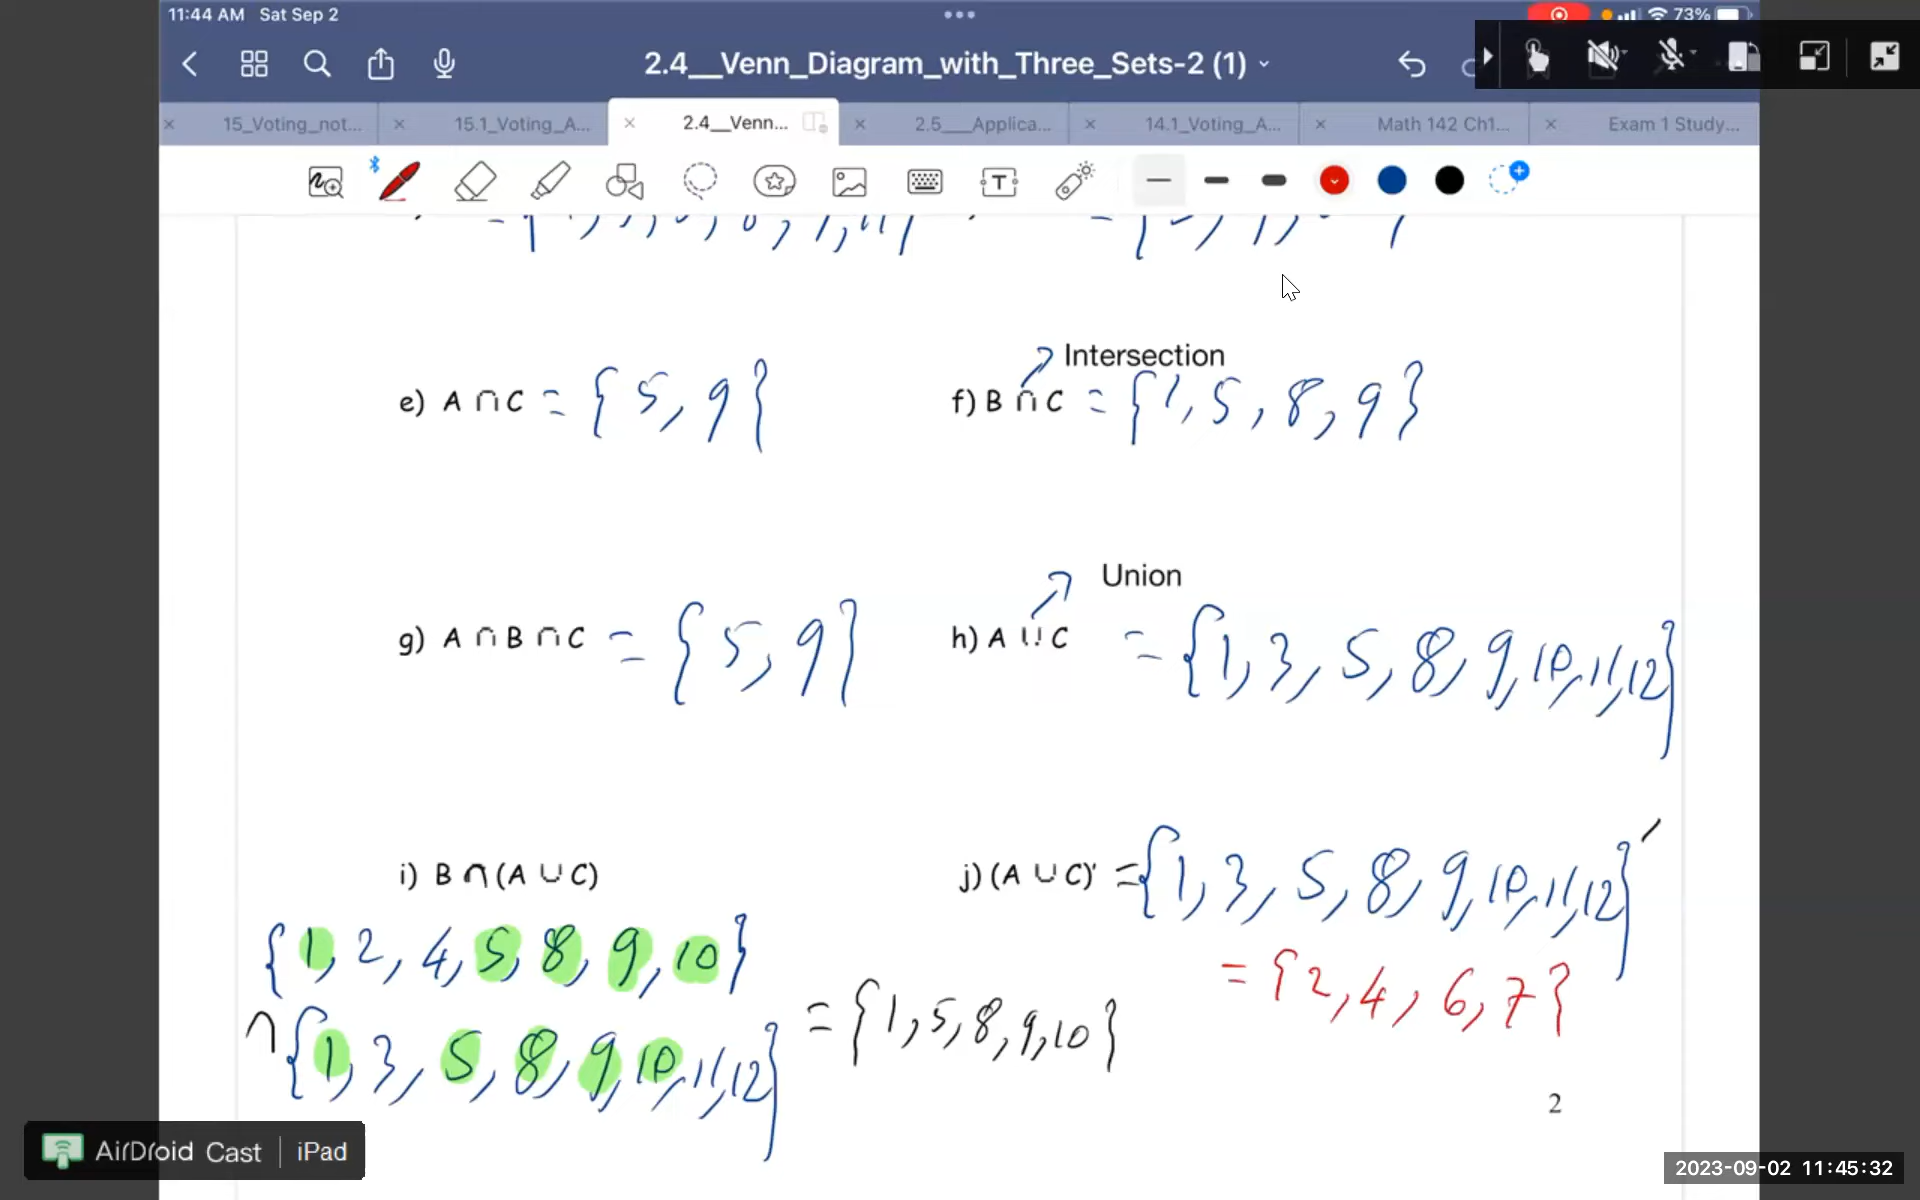 11:44 AM Sat Sep 2
73%
2.4__Venn_Diagram_with_Three_Sets-2 (1)
15_Voting_not...
15.1_Voting_A...
2.4__Venn...
2.5___Applica...
14.1_Voting_A...
Math 142 Ch1...
Exam 1 Study...
T
Intersection
e) A ∩ C = {5, 9}
f) B ∩ C = {1, 5, 8, 9}
Union
g) A ∩ B ∩ C = {5, 9}
h) A ∪ C = {1, 3, 5, 8, 9, 10, 11, 12}
i) B ∩ (A ∪ C)
j) (A ∪ C)' = {1, 3, 5, 8, 9, 10, 11, 12}'
{1, 2, 4, 5, 8, 9, 10}
= {2, 4, 6, 7}
∩ {1, 3, 5, 8, 9, 10, 11, 12}
= {1, 5, 8, 9, 10}
2
AirDroid Cast | iPad
2023-09-02 11:45:32